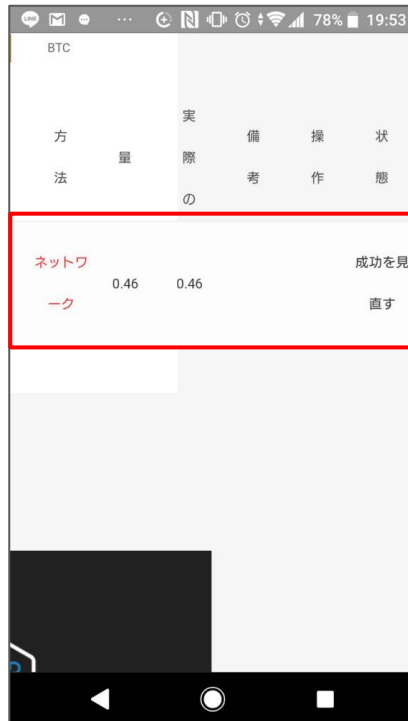 78% 19:53
BTC
方法 量 実際の 備考 操作 状態
ネットワ
ーク
0.46 0.46
成功を見
直す